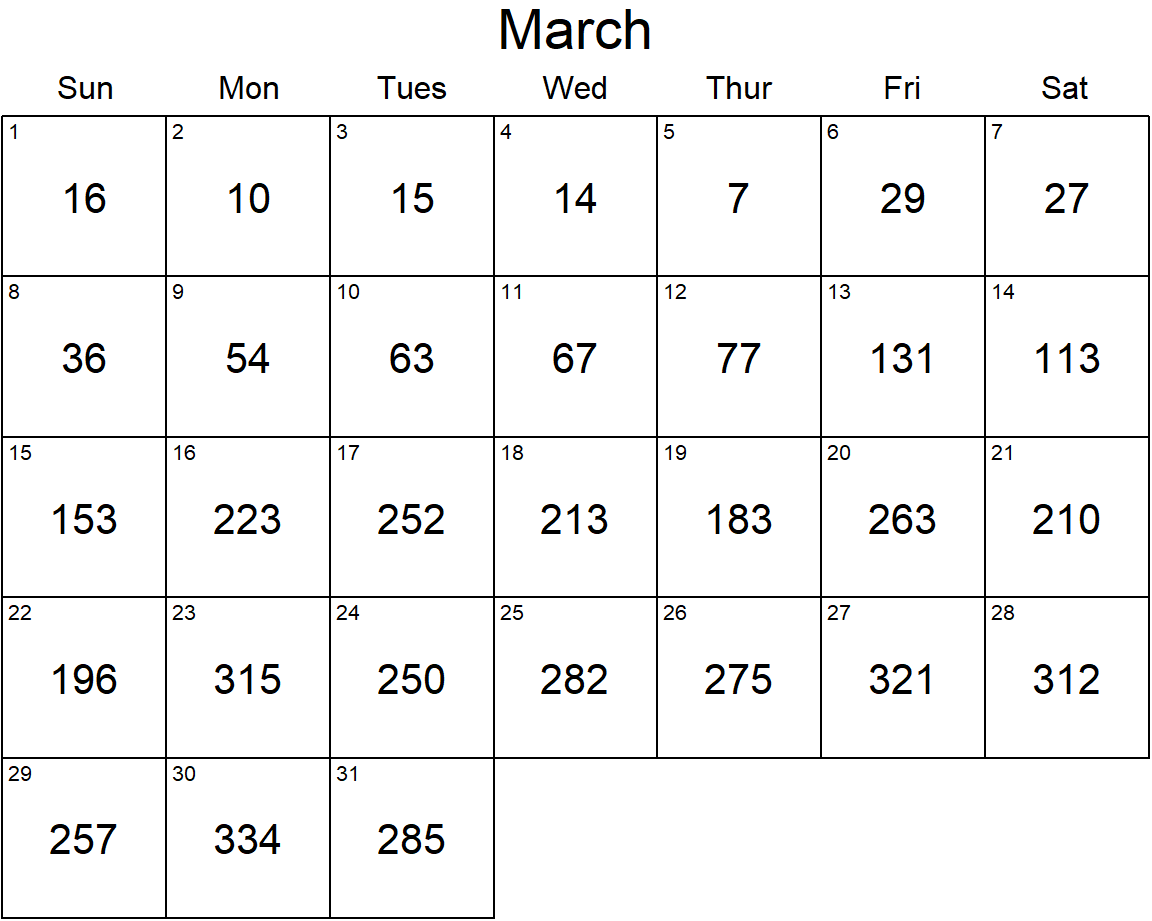 March
Sun Mon Tues Wed Thur Fri Sat
1 2 3 4 5 6 7
16 10 15 14 7 29 27
8 9 10 11 12 13 14
36 54 63 67 77 131 113
15 16 17 18 19 20 21
153 223 252 213 183 263 210
22 23 24 25 26 27 28
196 315 250 282 275 321 312
29 30 31
257 334 285